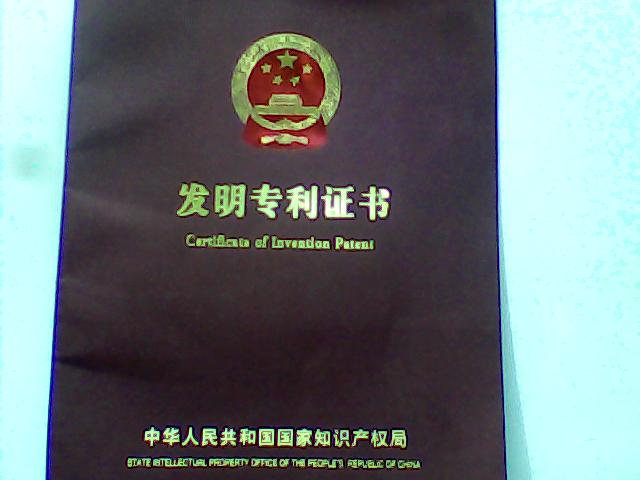 发明专利证书
Certificate of Invention Patent
中华人民共和国国家知识产权局
STATE INTELLECTUAL PROPERTY OFFICE OF THE PEOPLE'S REPUBLIC OF CHINA